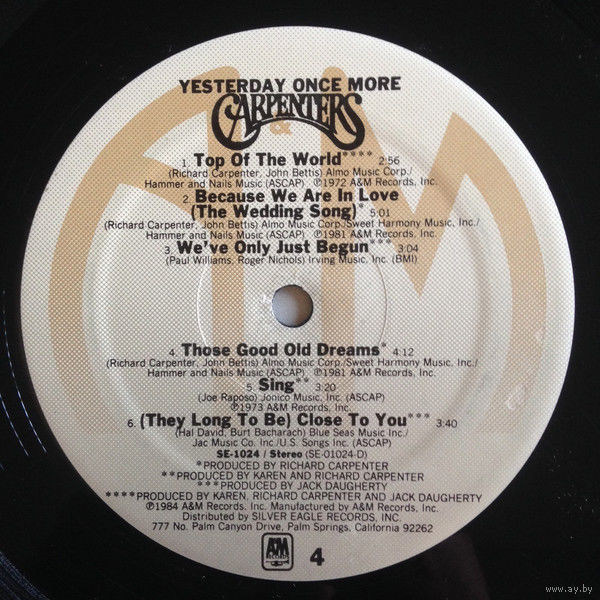 YESTERDAY ONCE MORE
CARPENTERS
&
1. Top Of The World**** 2:56
(Richard Carpenter, John Bettis) Almo Music Corp./
Hammer and Nails Music (ASCAP) ℗1972 A&M Records, Inc.
2. Because We Are In Love
(The Wedding Song)* 5:01
(Richard Carpenter, John Bettis) Almo Music Corp./Sweet Harmony Music, Inc./
Hammer and Nails Music (ASCAP) ℗1981 A&M Records, Inc.
3. We've Only Just Begun*** 3:04
(Paul Williams, Roger Nichols) Irving Music, Inc. (BMI)
4. Those Good Old Dreams* 4:12
(Richard Carpenter, John Bettis) Almo Music Corp./Sweet Harmony Music, Inc./
Hammer and Nails Music (ASCAP) ℗1981 A&M Records, Inc.
5. Sing** 3:20
(Joe Raposo) Jonico Music, Inc. (ASCAP)
℗1973 A&M Records, Inc.
6. (They Long To Be) Close To You*** 3:40
(Hal David, Burt Bacharach) Blue Seas Music Inc./
Jac Music Co. Inc./U.S. Songs Inc. (ASCAP)
SE-1024 / Stereo (SE-01024-D)
*PRODUCED BY RICHARD CARPENTER
**PRODUCED BY KAREN AND RICHARD CARPENTER
***PRODUCED BY JACK DAUGHERTY
****PRODUCED BY KAREN, RICHARD CARPENTER AND JACK DAUGHERTY
℗1984 A&M Records, Inc. Manufactured by A&M Records, Inc.
Distributed by SILVER EAGLE RECORDS, INC.
777 No. Palm Canyon Drive, Palm Springs, California 92262
A&M RECORDS 4
www.ay.by